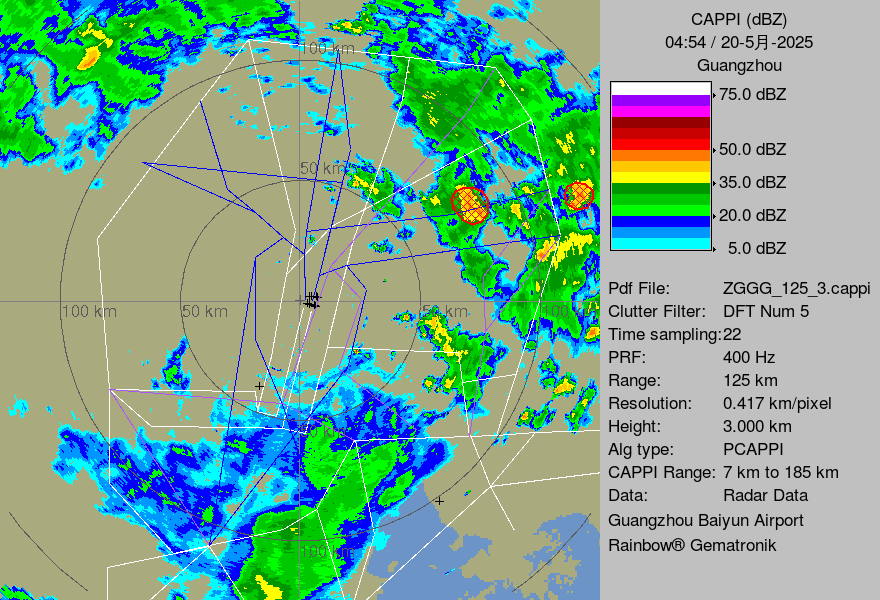 CAPPI (dBZ)
04:54 / 20-5月-2025
Guangzhou
75.0 dBZ
50.0 dBZ
35.0 dBZ
20.0 dBZ
5.0 dBZ
Pdf File: ZGGG_125_3.cappi
Clutter Filter: DFT Num 5
Time sampling:22
PRF: 400 Hz
Range: 125 km
Resolution: 0.417 km/pixel
Height: 3.000 km
Alg type: PCAPPI
CAPPI Range: 7 km to 185 km
Data: Radar Data
Guangzhou Baiyun Airport
Rainbow® Gematronik
100 km
50 km
100 km
50 km
50 km
100 km
50 km
100 km